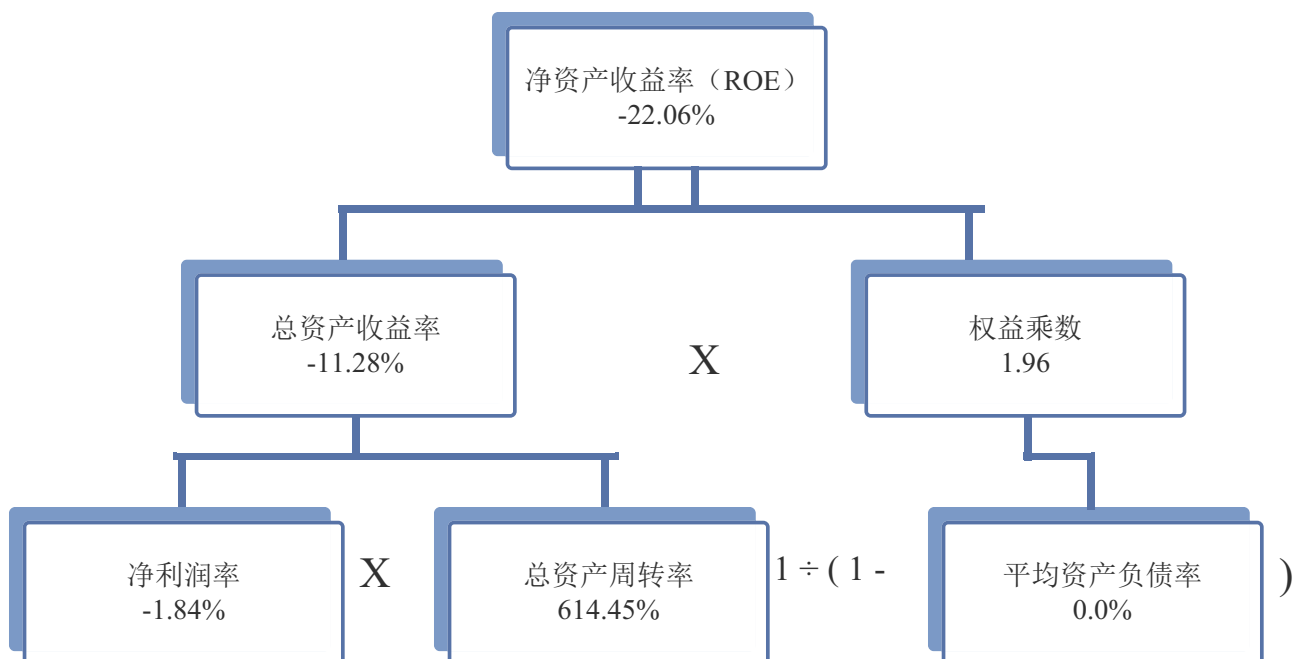 净资产收益率（ROE）
-22.06%
总资产收益率
-11.28%
X
权益乘数
1.96
净利润率
-1.84%
X
总资产周转率
614.45%
1 ÷ ( 1 -
平均资产负债率
0.0%
)